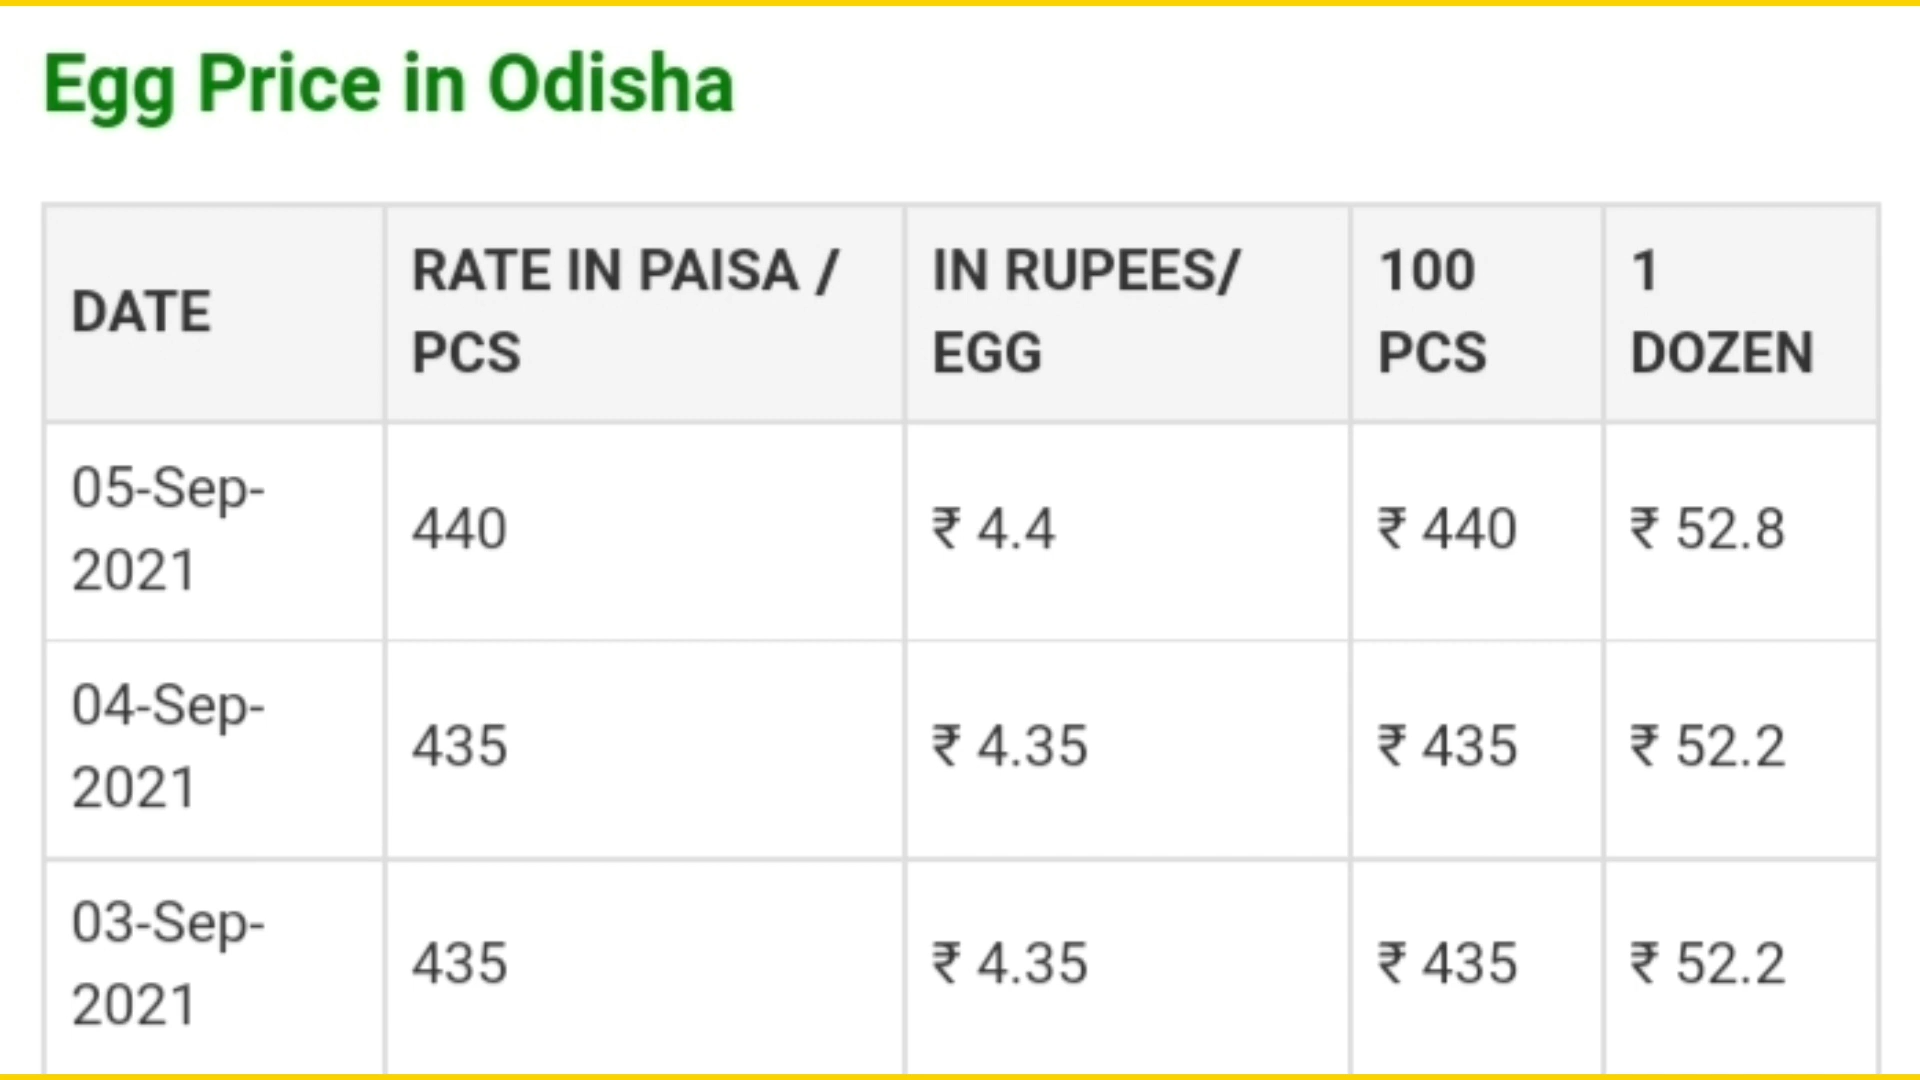 Egg Price in Odisha
DATE
RATE IN PAISA /
PCS
IN RUPEES/
EGG
100
PCS
1
DOZEN
05-Sep-
2021
440
₹ 4.4
₹ 440
₹ 52.8
04-Sep-
2021
435
₹ 4.35
₹ 435
₹ 52.2
03-Sep-
2021
435
₹ 4.35
₹ 435
₹ 52.2